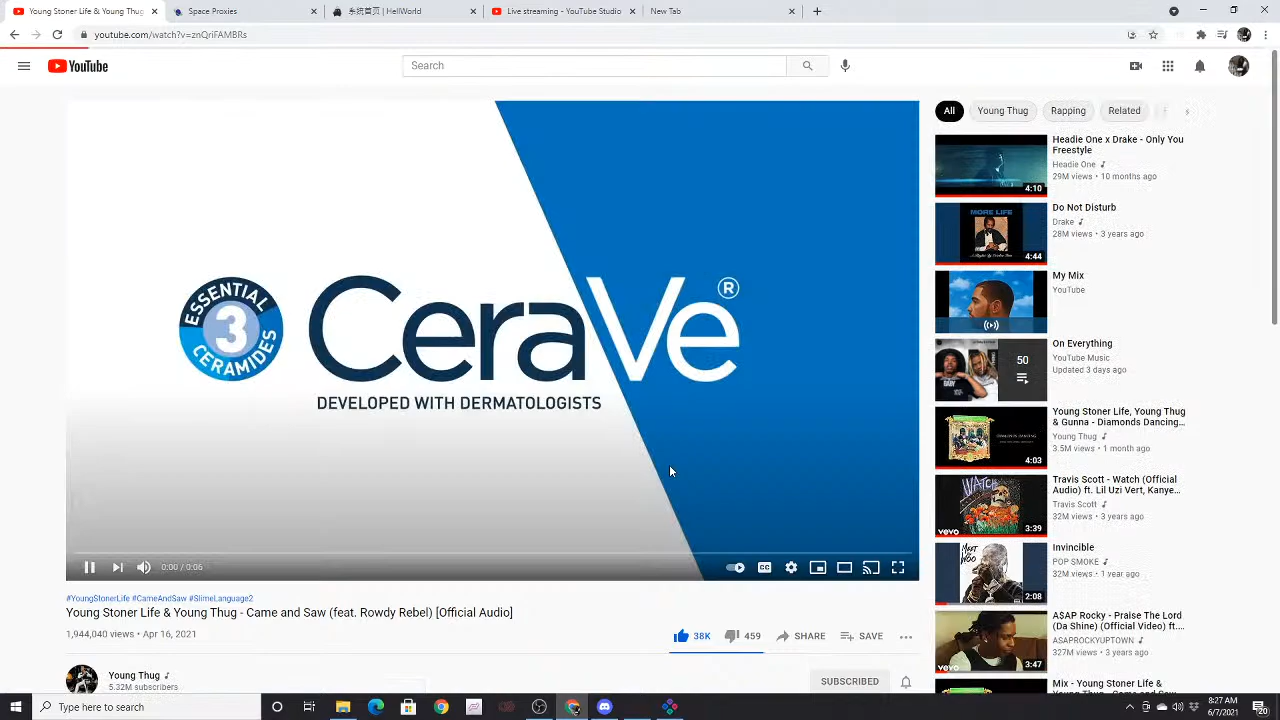 Young Stoner Life & Young Thug
Space Proxies
| HellWorld
Live streaming - YouTube Studio
New Tab
youtube.com/watch?v=znQriFAMBRs
YouTube
Search
ESSENTIAL
3
CERAMIDES
CeraVe®
DEVELOPED WITH DERMATOLOGISTS
0:00 / 0:06
CC
#YoungStonerLife #CameAndSaw #SlimeLanguage2
Young Stoner Life & Young Thug - Came and Saw (feat. Rowdy Rebel) [Official Audio]
1,944,040 views • Apr 16, 2021
38K
459
SHARE
SAVE
Young Thug
5.32M subscribers
SUBSCRIBED
All
Young Thug
Rapping
Related
Headie One x Drake - Only You
Freestyle
Headie One
29M views • 10 months ago
4:10
Do Not Disturb
Drake
28M views • 3 years ago
MORE LIFE
4:44
My Mix
YouTube
On Everything
YouTube Music
Updated 3 days ago
50
Young Stoner Life, Young Thug
& Gunna - Diamonds Dancing...
Young Thug
3.5M views • 1 month ago
4:03
Travis Scott - Watch (Official
Audio) ft. Lil Uzi Vert, Kanye...
Travis Scott
32M views • 3 years ago
WATCH
vevo
3:39
Invincible
POP SMOKE
32M views • 1 year ago
MEET THE WOO
2:08
A$AP Rocky - Praise The Lord
(Da Shine) (Official Video) ft....
ASAPROCKYUPTOWN
327M views • 3 years ago
vevo
3:47
Mix - Young Stoner Life &
Type here to search
8:27 AM
6/7/2021